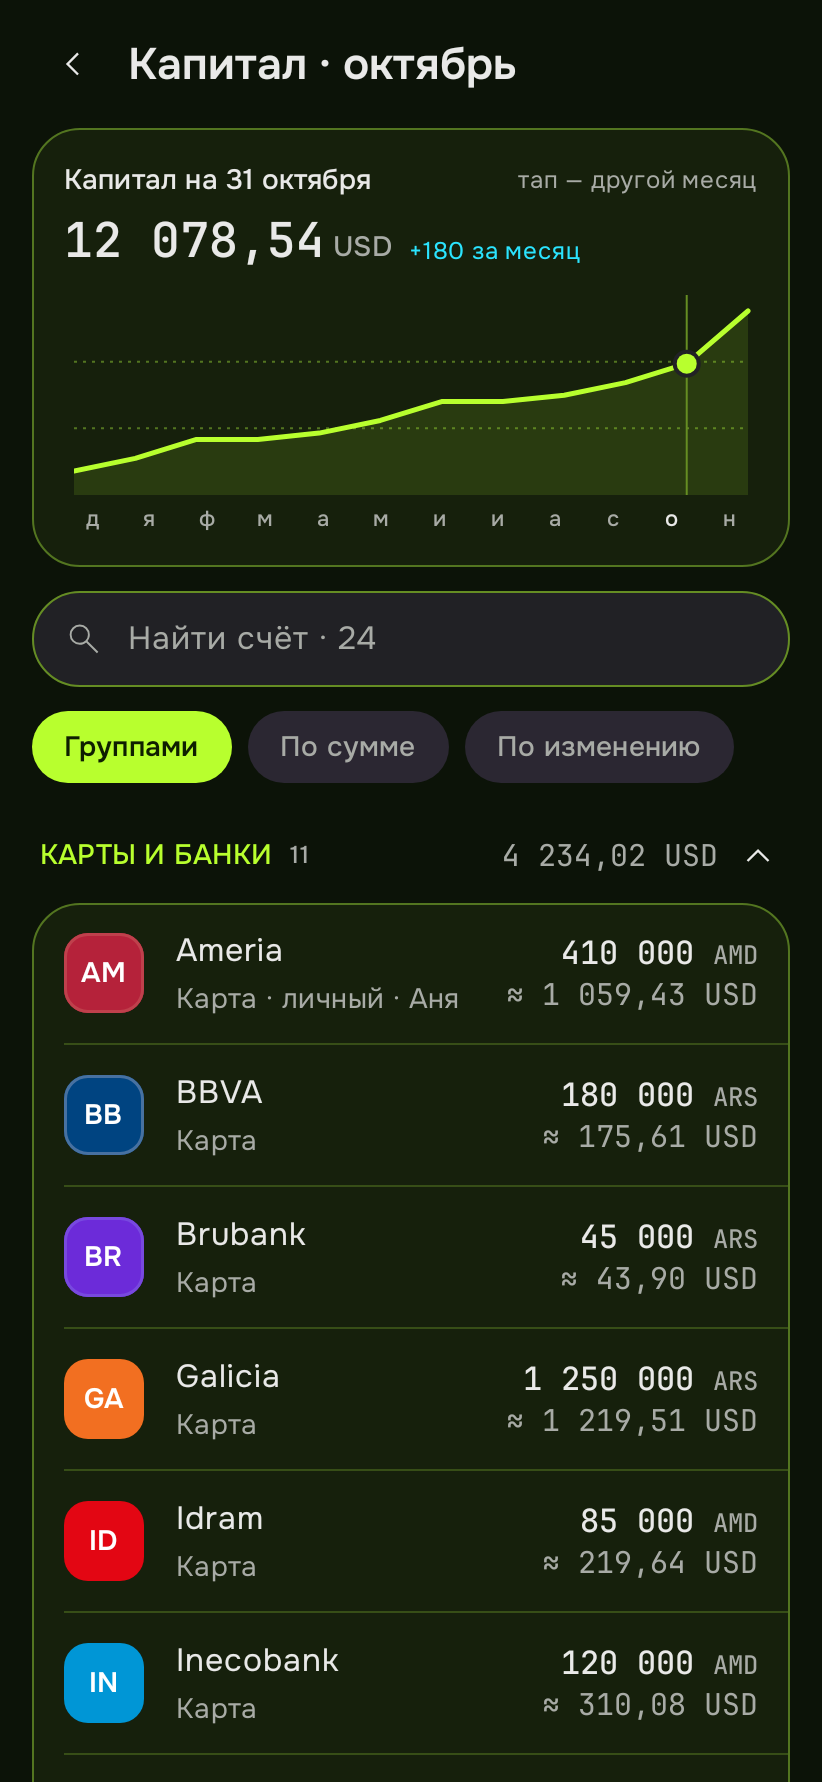 Капитал · октябрь
Капитал на 31 октября
тап — другой месяц
12 078,54 USD +180 за месяц
д я ф м а м и и а с о н
Найти счёт · 24
Группами
По сумме
По изменению
КАРТЫ И БАНКИ 11
4 234,02 USD
AM
Ameria
410 000 AMD
Карта · личный · Аня
≈ 1 059,43 USD
BB
BBVA
180 000 ARS
Карта
≈ 175,61 USD
BR
Brubank
45 000 ARS
Карта
≈ 43,90 USD
GA
Galicia
1 250 000 ARS
Карта
≈ 1 219,51 USD
ID
Idram
85 000 AMD
Карта
≈ 219,64 USD
IN
Inecobank
120 000 AMD
Карта
≈ 310,08 USD